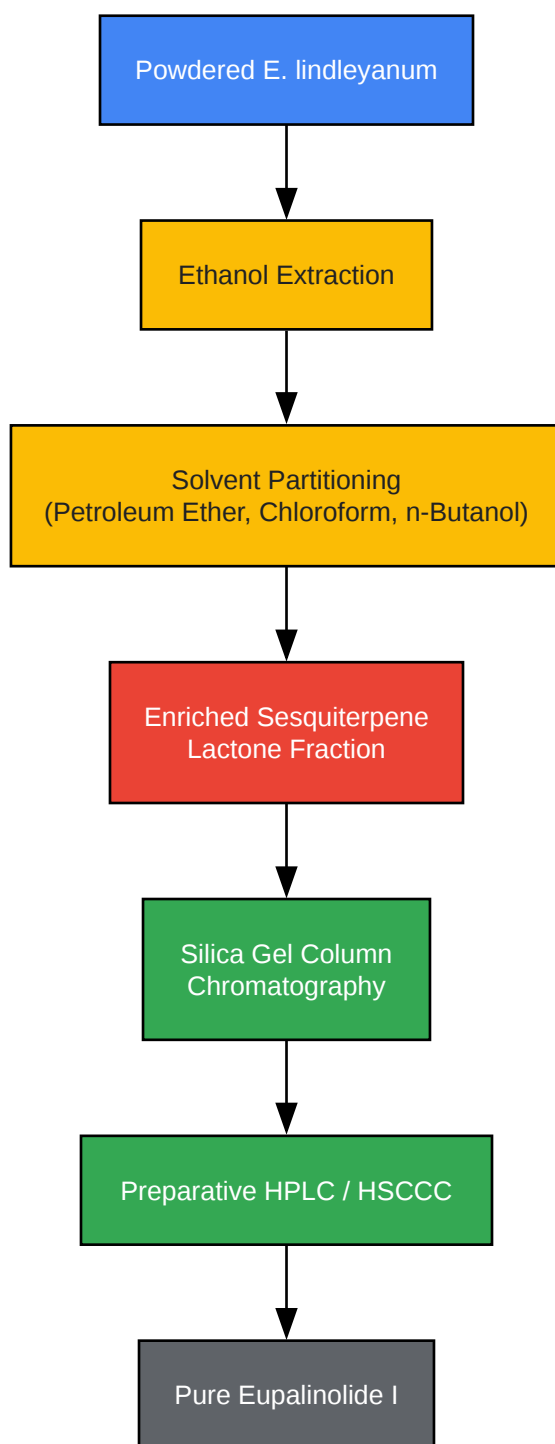 Powdered E. lindleyanum
Ethanol Extraction
Solvent Partitioning
(Petroleum Ether, Chloroform, n-Butanol)
Enriched Sesquiterpene
Lactone Fraction
Silica Gel Column
Chromatography
Preparative HPLC / HSCCC
Pure Eupalinolide I